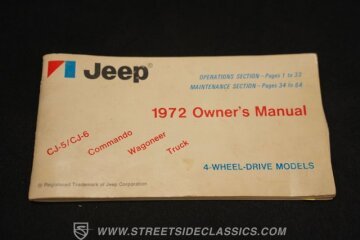 Jeep®
OPERATIONS SECTION - Pages 1 to 33
MAINTENANCE SECTION - Pages 34 to 64
1972 Owner's Manual
CJ-5/CJ-6
Commando
Wagoneer
Truck
4-WHEEL-DRIVE MODELS
® Registered Trademark of Jeep Corporation
WWW.STREETSIDECLASSICS.COM